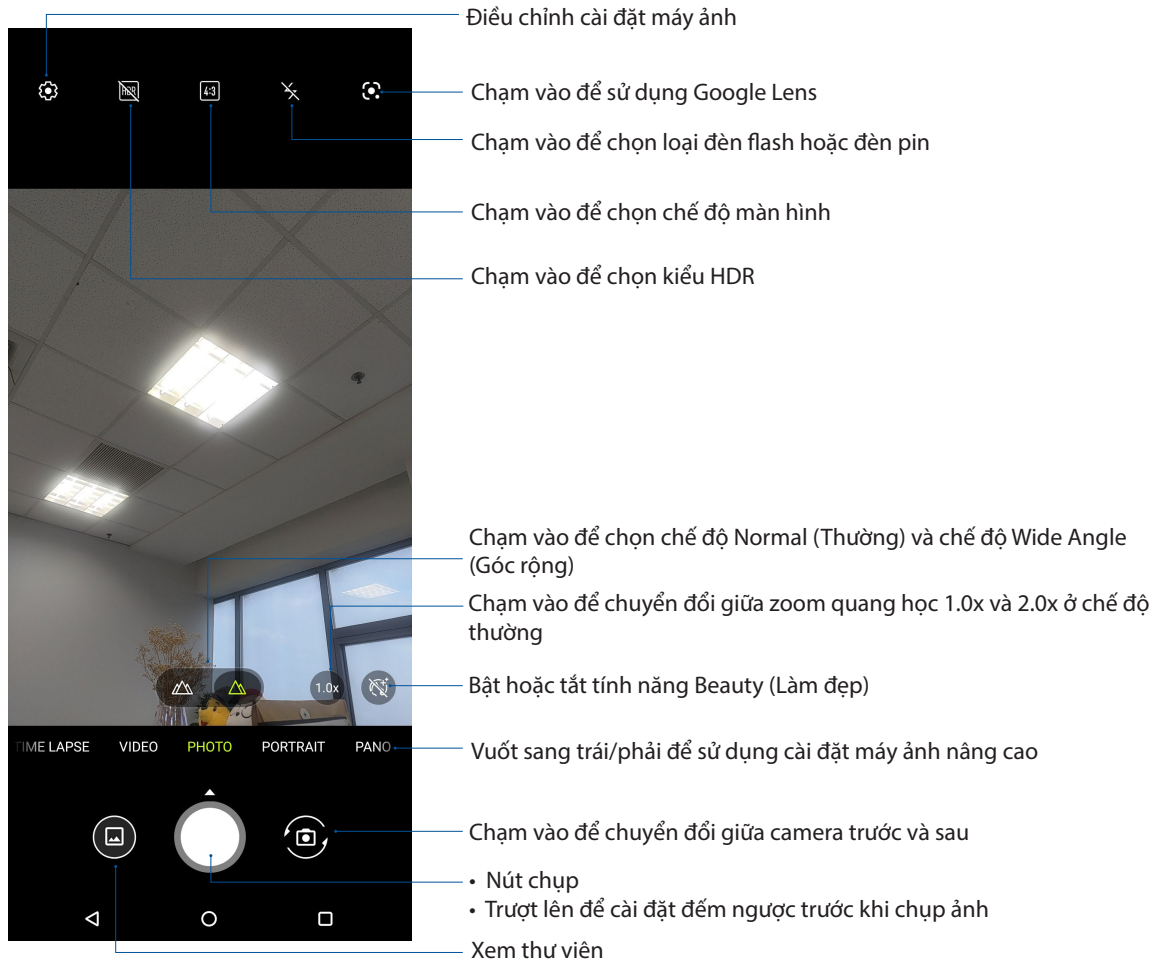 Điều chỉnh cài đặt máy ảnh
HDR
4:3
Chạm vào để sử dụng Google Lens
Chạm vào để chọn loại đèn flash hoặc đèn pin
Chạm vào để chọn chế độ màn hình
Chạm vào để chọn kiểu HDR
Chạm vào để chọn chế độ Normal (Thường) và chế độ Wide Angle
(Góc rộng)
Chạm vào để chuyển đổi giữa zoom quang học 1.0x và 2.0x ở chế độ
thường
1.0x
Bật hoặc tắt tính năng Beauty (Làm đẹp)
TIME LAPSE VIDEO PHOTO PORTRAIT PANO
Vuốt sang trái/phải để sử dụng cài đặt máy ảnh nâng cao
Chạm vào để chuyển đổi giữa camera trước và sau
• Nút chụp
• Trượt lên để cài đặt đếm ngược trước khi chụp ảnh
Xem thư viện